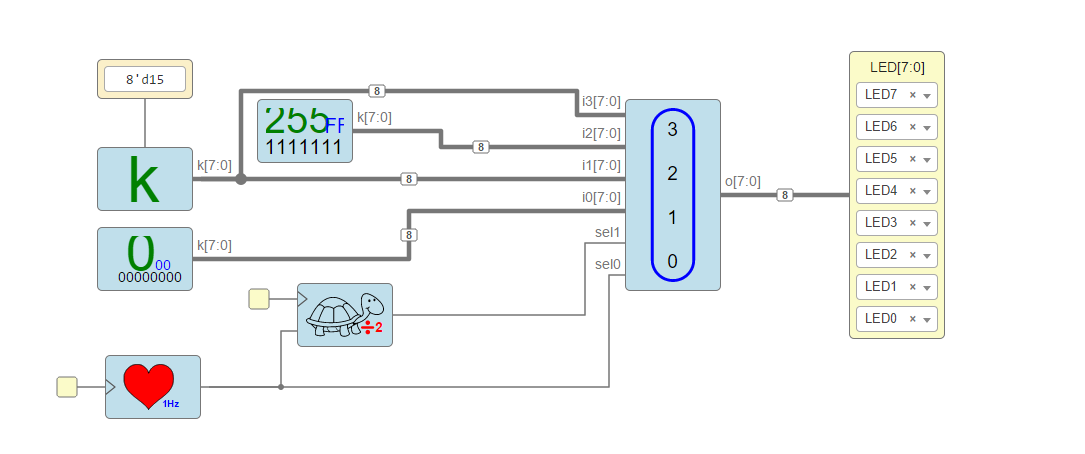 8'd15
k
k[7:0]
8
255
FF
1111111
k[7:0]
8
8
0
00
00000000
k[7:0]
8
i3[7:0]
i2[7:0]
i1[7:0]
i0[7:0]
sel1
sel0
3
2
1
0
o[7:0]
8
÷2
1Hz
LED[7:0]
LED7 ×
LED6 ×
LED5 ×
LED4 ×
LED3 ×
LED2 ×
LED1 ×
LED0 ×